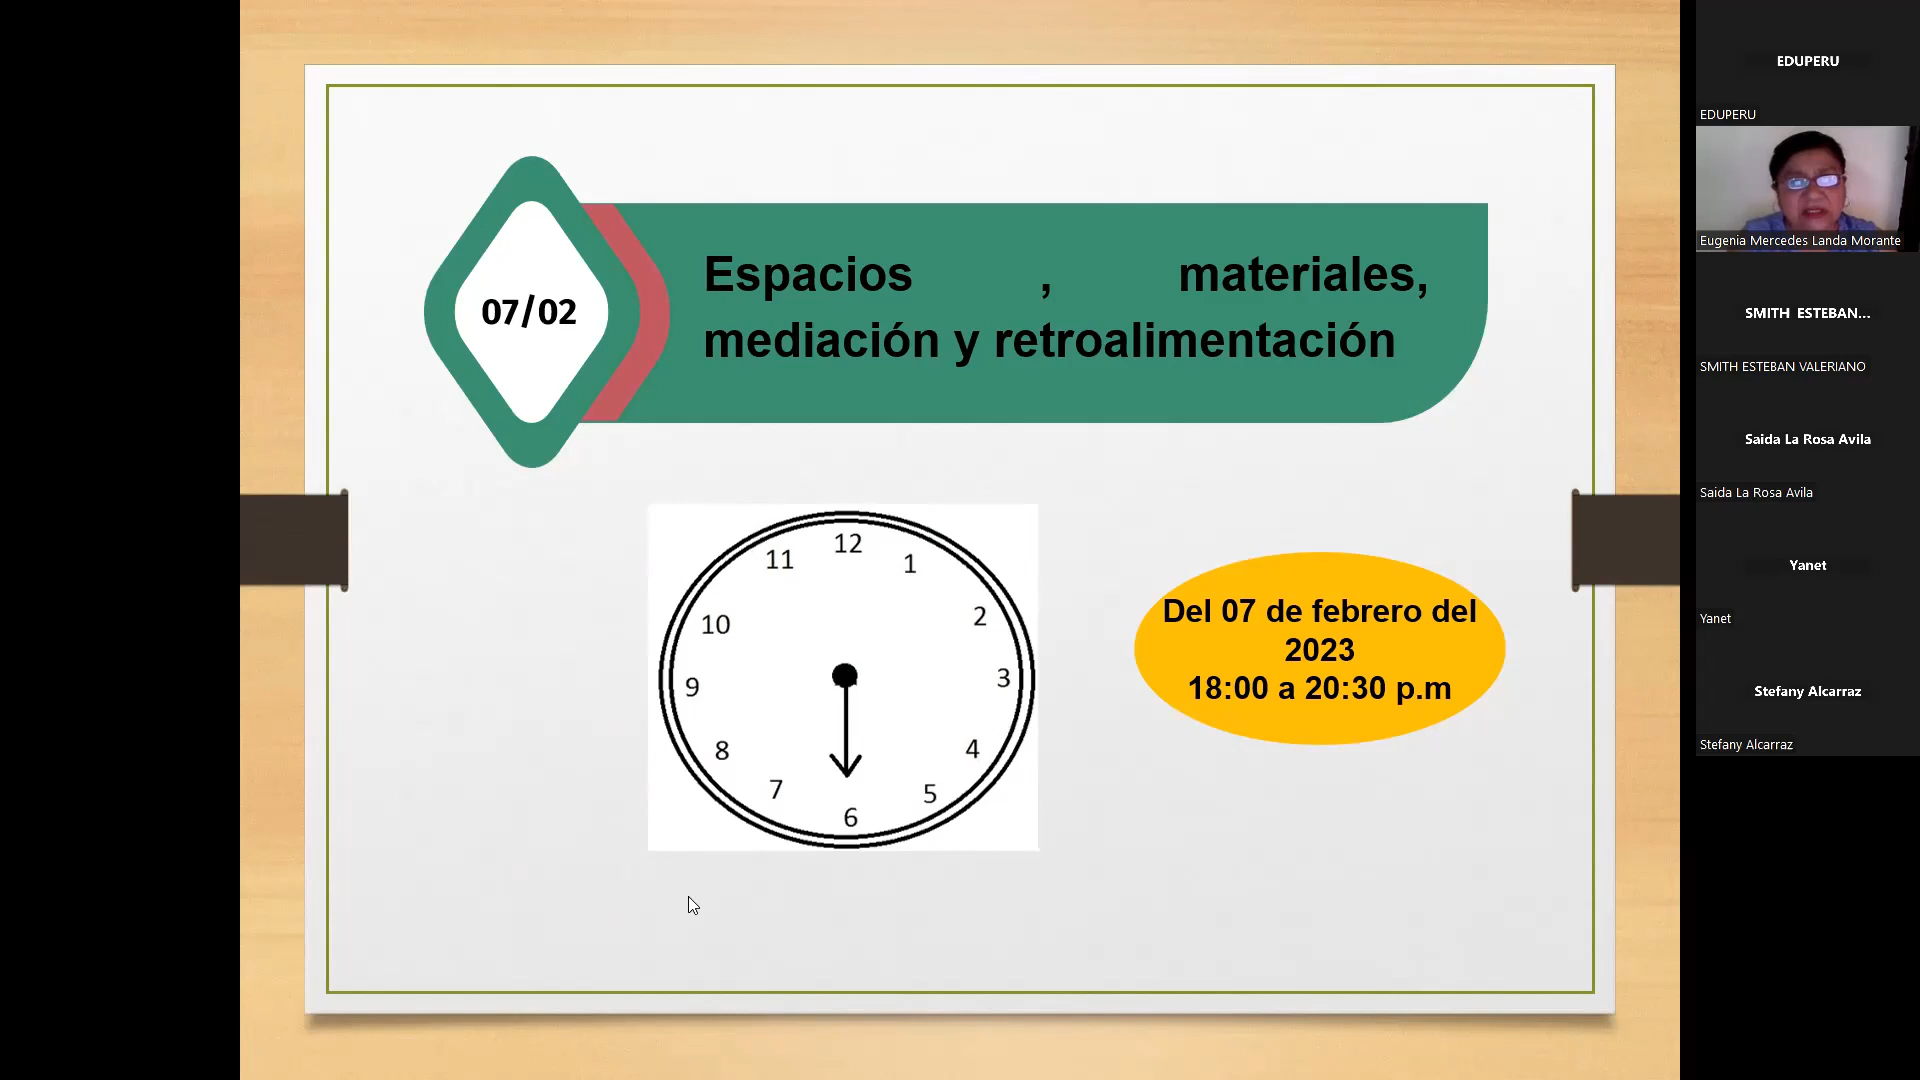 07/02
Espacios , materiales,
mediación y retroalimentación
12
11
1
10
2
9
3
8
4
7
5
6
Del 07 de febrero del
2023
18:00 a 20:30 p.m
EDUPERU
EDUPERU
Eugenia Mercedes Landa Morante
SMITH ESTEBAN...
SMITH ESTEBAN VALERIANO
Saida La Rosa Avila
Saida La Rosa Avila
Yanet
Yanet
Stefany Alcarraz
Stefany Alcarraz